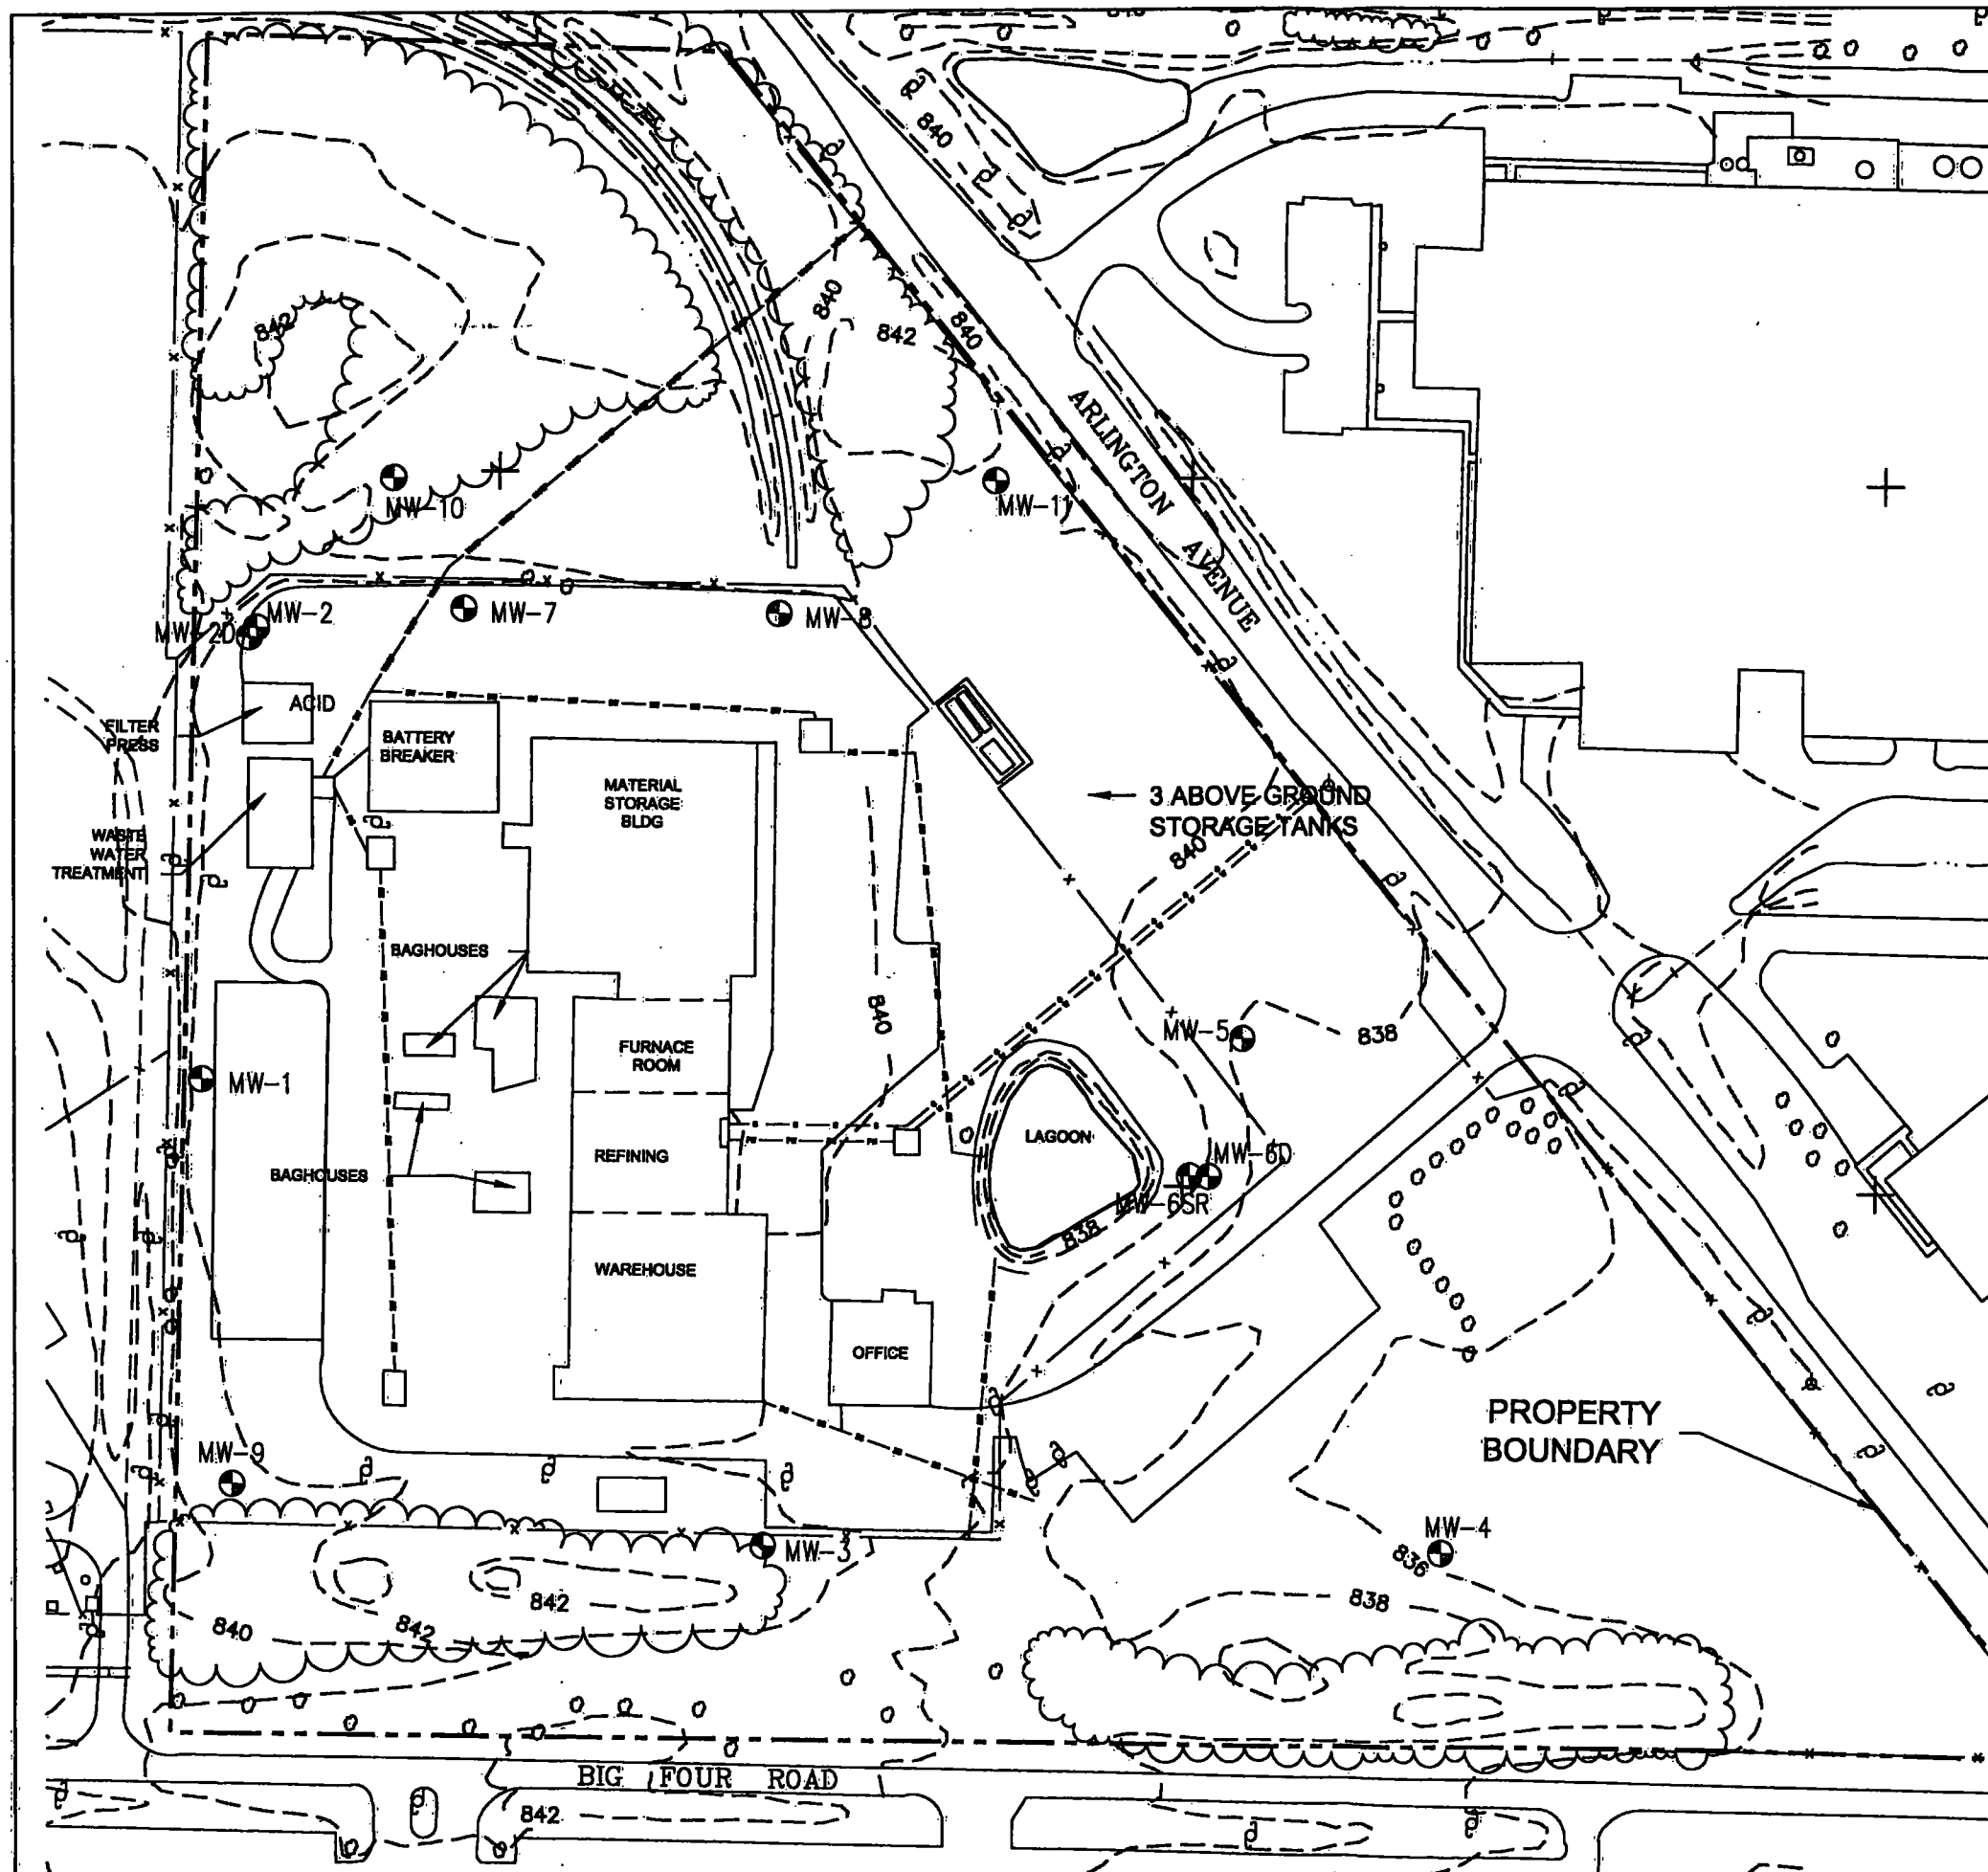 840
842
840
842
840
ARLINGTON
AVENUE
MW-10
MW-11
MW-2
MW-2D
MW-7
MW-8
FILTER
PRESS
ACID
BATTERY
BREAKER
MATERIAL
STORAGE
BLDG
3 ABOVE GROUND
STORAGE TANKS
840
WASTE
WATER
TREATMENT
BAGHOUSES
840
MW-5
838
FURNACE
ROOM
MW-1
LAGOON
REFINING
MW-6D
BAGHOUSES
MW-6SR
838
WAREHOUSE
OFFICE
PROPERTY
BOUNDARY
MW-9
MW-3
MW-4
836
838
842
840
842
BIG FOUR ROAD
842